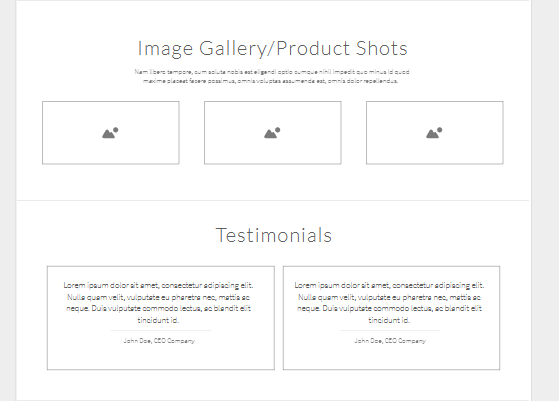 Image Gallery/Product Shots
Nam libero tempore, cum soluta nobis est eligendi optio cumque nihil impedit quo minus id quod
maxime placeat facere possimus, omnis voluptas assumenda est, omnis dolor repellendus.
Testimonials
Lorem ipsum dolor sit amet, consectetur adipiscing elit.
Nulla quam velit, vulputate eu pharetra nec, mattis ac
neque. Duis vulputate commodo lectus, ac blandit elit
tincidunt id.
John Doe, CEO Company
Lorem ipsum dolor sit amet, consectetur adipiscing elit.
Nulla quam velit, vulputate eu pharetra nec, mattis ac
neque. Duis vulputate commodo lectus, ac blandit elit
tincidunt id.
John Doe, CEO Company